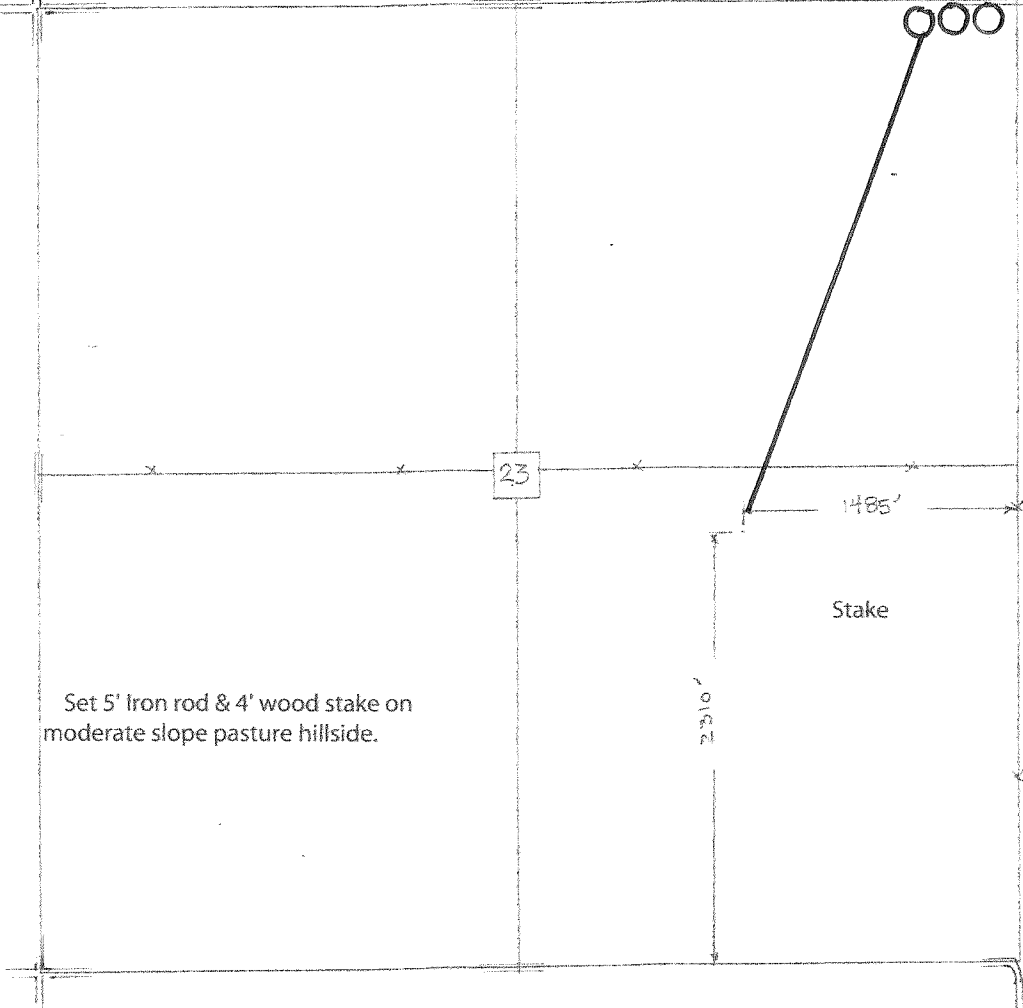 23
1485'
Stake
Set 5' Iron rod & 4' wood stake on
moderate slope pasture hillside.
2310'